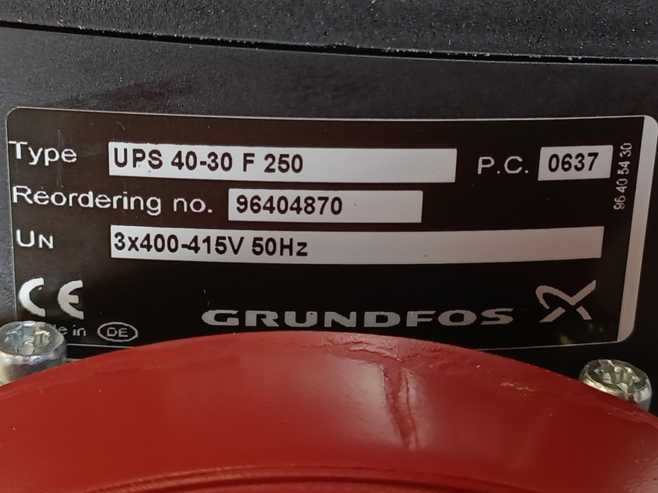 Type UPS 40-30 F 250 P.C. 0637
Reordering no. 96404870
UN 3x400-415V 50Hz
96 40 54 30
CE
in DE
GRUNDFOS